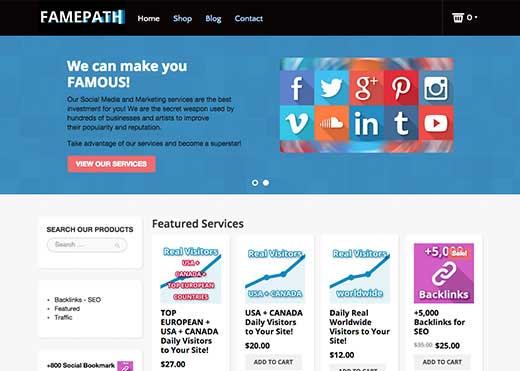 FAMEPATH
Home Shop Blog Contact
0
We can make you
FAMOUS!
Our Social Media and Marketing services are the best
investment for you! We are the secret weapon used by
hundreds of businesses and artists to improve
their popularity and reputation.
Take advantage of our services and become a superstar!
VIEW OUR SERVICES
SEARCH OUR PRODUCTS
Search ...
Backlinks - SEO
Featured
Traffic
+800 Social Bookmark
Featured Services
Real Visitors
USA +
CANADA +
TOP EUROPEAN
COUNTRIES
TOP
EUROPEAN +
USA + CANADA
Daily Visitors
to Your Site!
$27.00
Real Visitors
USA + CANADA
USA + CANADA
Daily Visitors
to Your Site!
$20.00
ADD TO CART
Real Visitors
worldwide
Daily Real
Worldwide
Visitors to Your
Site!
$12.00
ADD TO CART
+5,000
Sale!
Backlinks
+5,000
Backlinks for
SEO
$35.00 $25.00
ADD TO CART